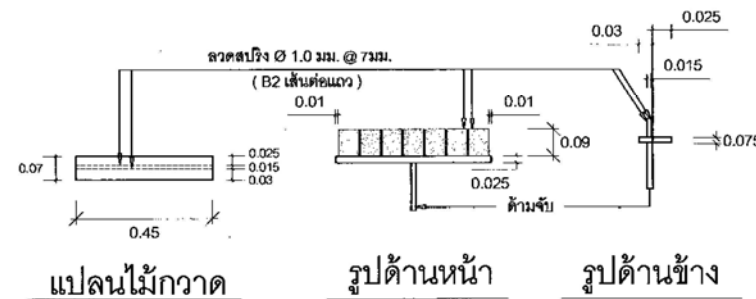 0.025
0.03
ลวดสปริง Ø 1.0 มม. @ 7มม.
0.015
( B2 เส้นต่อแถว )
0.01
0.01
0.07
0.025
0.015
0.03
0.09
0.075
0.025
ด้ามจับ
0.45
แปลนไม้กวาด
รูปด้านหน้า
รูปด้านข้าง